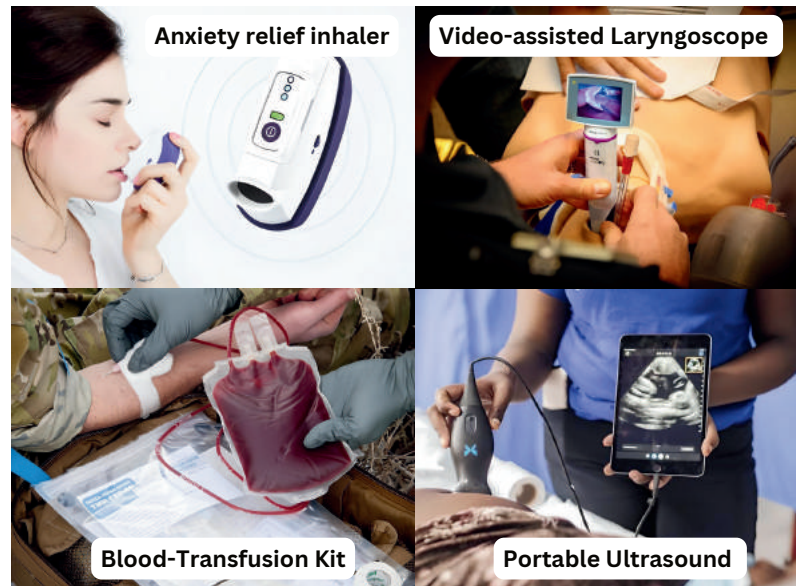 Anxiety relief inhaler
Video-assisted Laryngoscope
Blood-Transfusion Kit
Portable Ultrasound